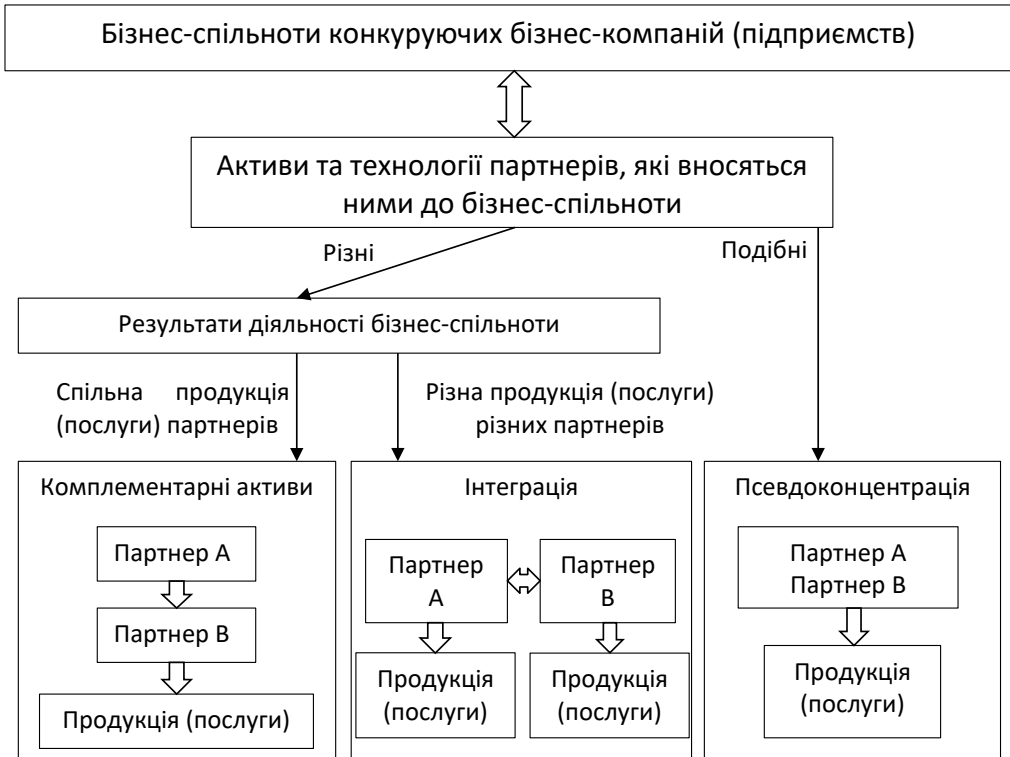 Бізнес-спільноти конкуруючих бізнес-компаній (підприємств)
Активи та технології партнерів, які вносяться
ними до бізнес-спільноти
Різні
Подібні
Результати діяльності бізнес-спільноти
Спільна продукція
(послуги) партнерів
Різна продукція (послуги)
різних партнерів
Комплементарні активи
Партнер А
Партнер В
Продукція (послуги)
Інтеграція
Партнер
А
Партнер
В
Продукція
(послуги)
Продукція
(послуги)
Псевдоконцентрація
Партнер А
Партнер В
Продукція
(послуги)